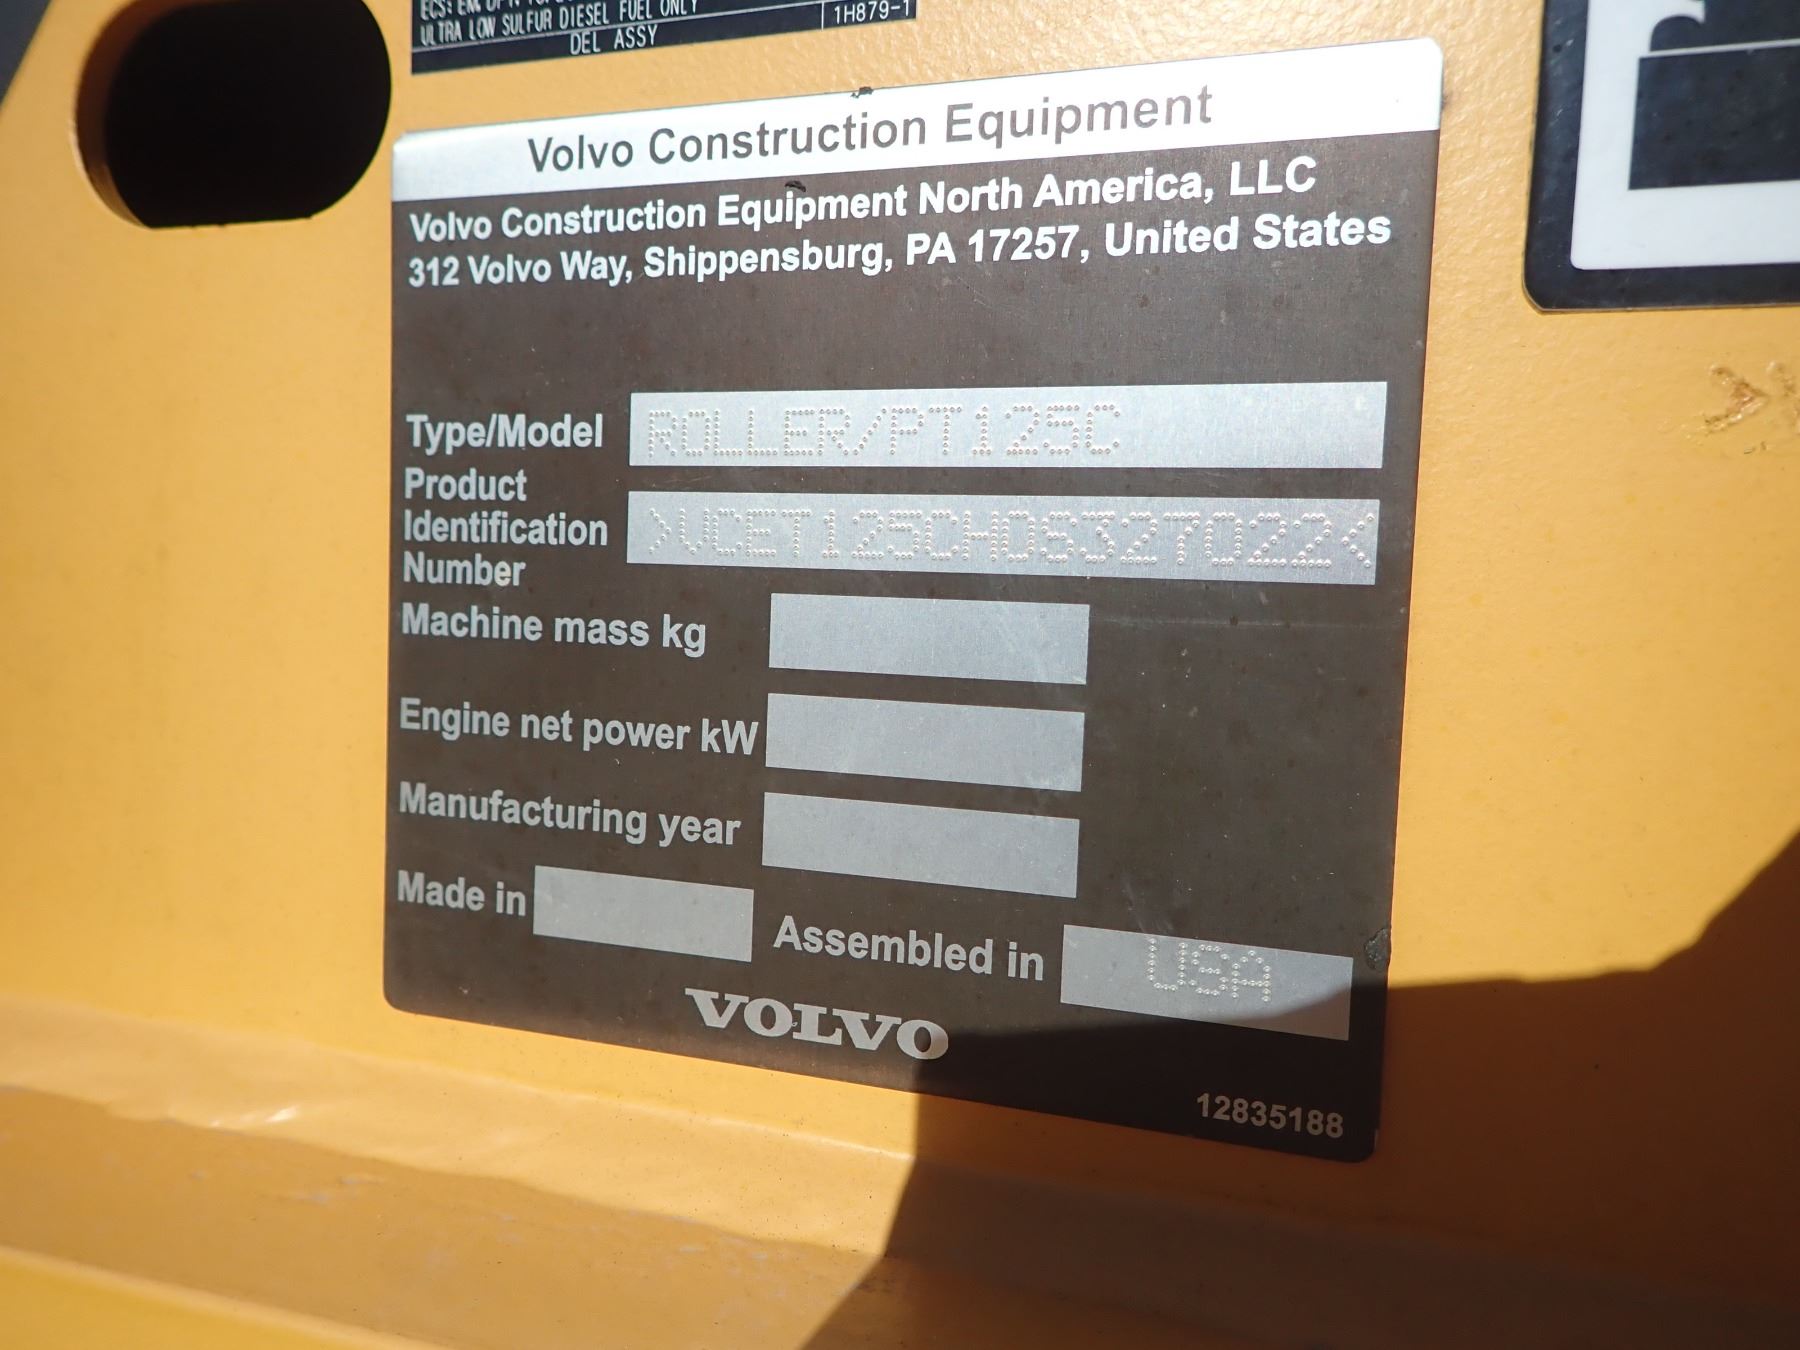 ULTRA LOW SULFUR DIESEL FUEL ONLY
1H879-1
DEL ASSY
Volvo Construction Equipment
Volvo Construction Equipment North America, LLC
312 Volvo Way, Shippensburg, PA 17257, United States
Type/Model ROLLER/PT125C
Product Identification Number >VCET125CHDS327022<
Machine mass kg
Engine net power kW
Manufacturing year
Made in
Assembled in USA
VOLVO
12835188